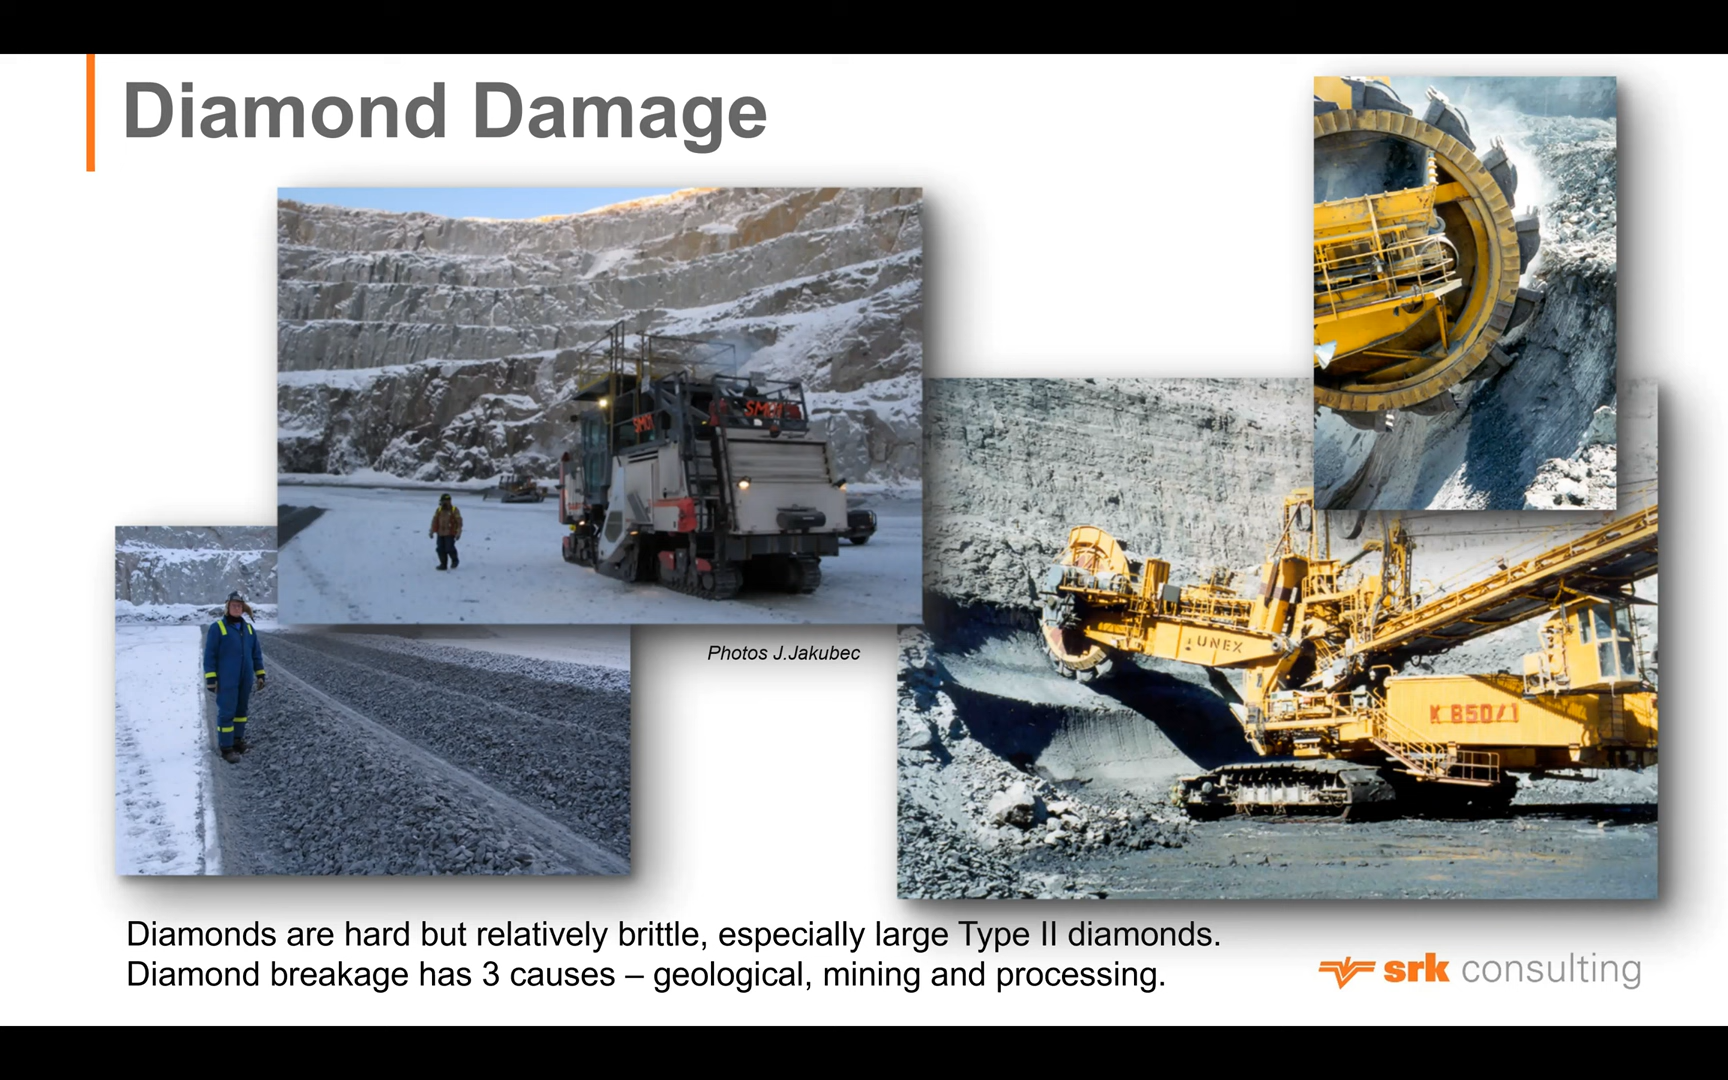 Diamond Damage
SMD
Photos J.Jakubec
UNEX
K 850/1
Diamonds are hard but relatively brittle, especially large Type II diamonds.
Diamond breakage has 3 causes – geological, mining and processing.
srk consulting